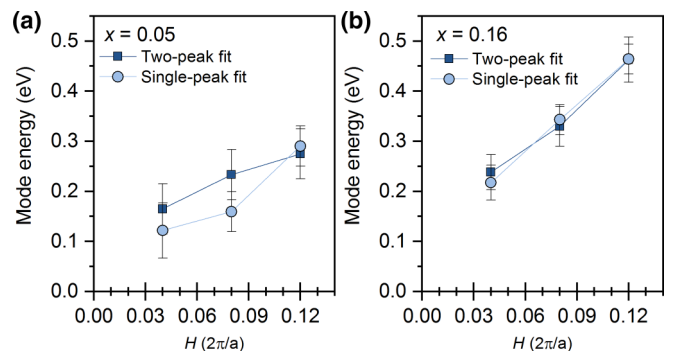 (a)
x = 0.05
Two-peak fit
Single-peak fit
Mode energy (eV)
0.5
0.4
0.3
0.2
0.1
0.0
0.00 0.03 0.06 0.09 0.12
H (2π/a)
(b)
x = 0.16
Two-peak fit
Single-peak fit
Mode energy (eV)
0.5
0.4
0.3
0.2
0.1
0.0
0.00 0.03 0.06 0.09 0.12
H (2π/a)